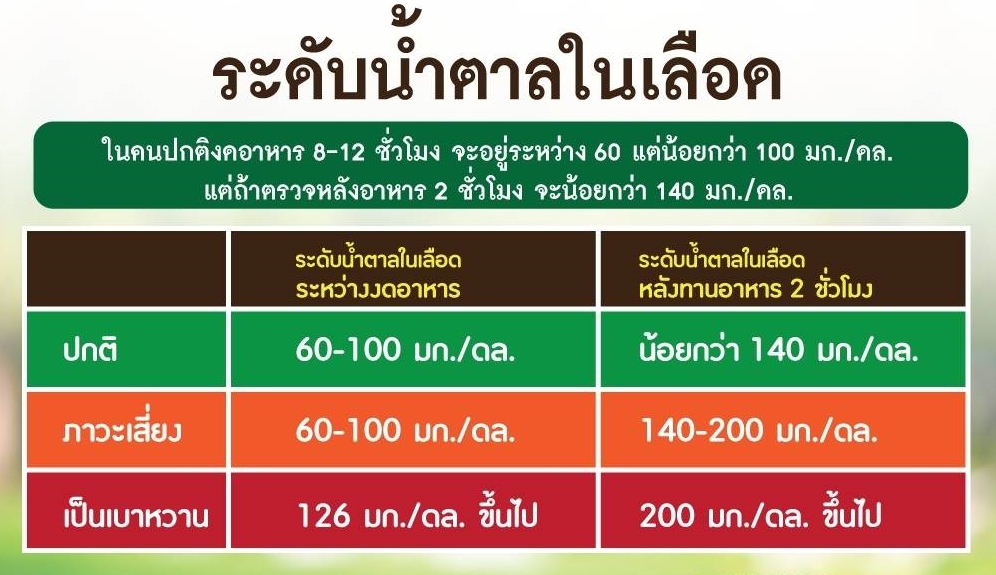 ระดับน้ำตาลในเลือด
ในคนปกติงดอาหาร 8-12 ชั่วโมง จะอยู่ระหว่าง 60 แต่น้อยกว่า 100 มก./ดล.
แต่ถ้าตรวจหลังอาหาร 2 ชั่วโมง จะน้อยกว่า 140 มก./ดล.
ระดับน้ำตาลในเลือด
ระหว่างงดอาหาร
ระดับน้ำตาลในเลือด
หลังทานอาหาร 2 ชั่วโมง
ปกติ 60-100 มก./ดล. น้อยกว่า 140 มก./ดล.
ภาวะเสี่ยง 60-100 มก./ดล. 140-200 มก./ดล.
เป็นเบาหวาน 126 มก./ดล. ขึ้นไป 200 มก./ดล. ขึ้นไป